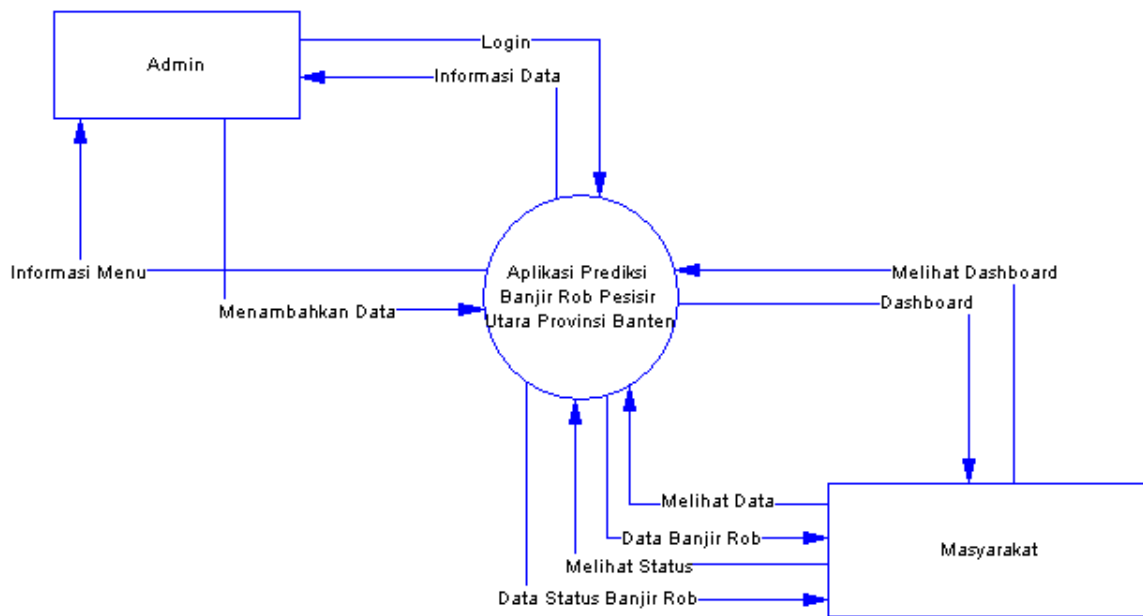 Login
Admin
Informasi Data
Informasi Menu
Aplikasi Prediksi
Banjir Rob Pesisir
Utara Provinsi Banten
Melihat Dashboard
Dashboard
Menambahkan Data
Melihat Data
Data Banjir Rob
Masyarakat
Melihat Status
Data Status Banjir Rob